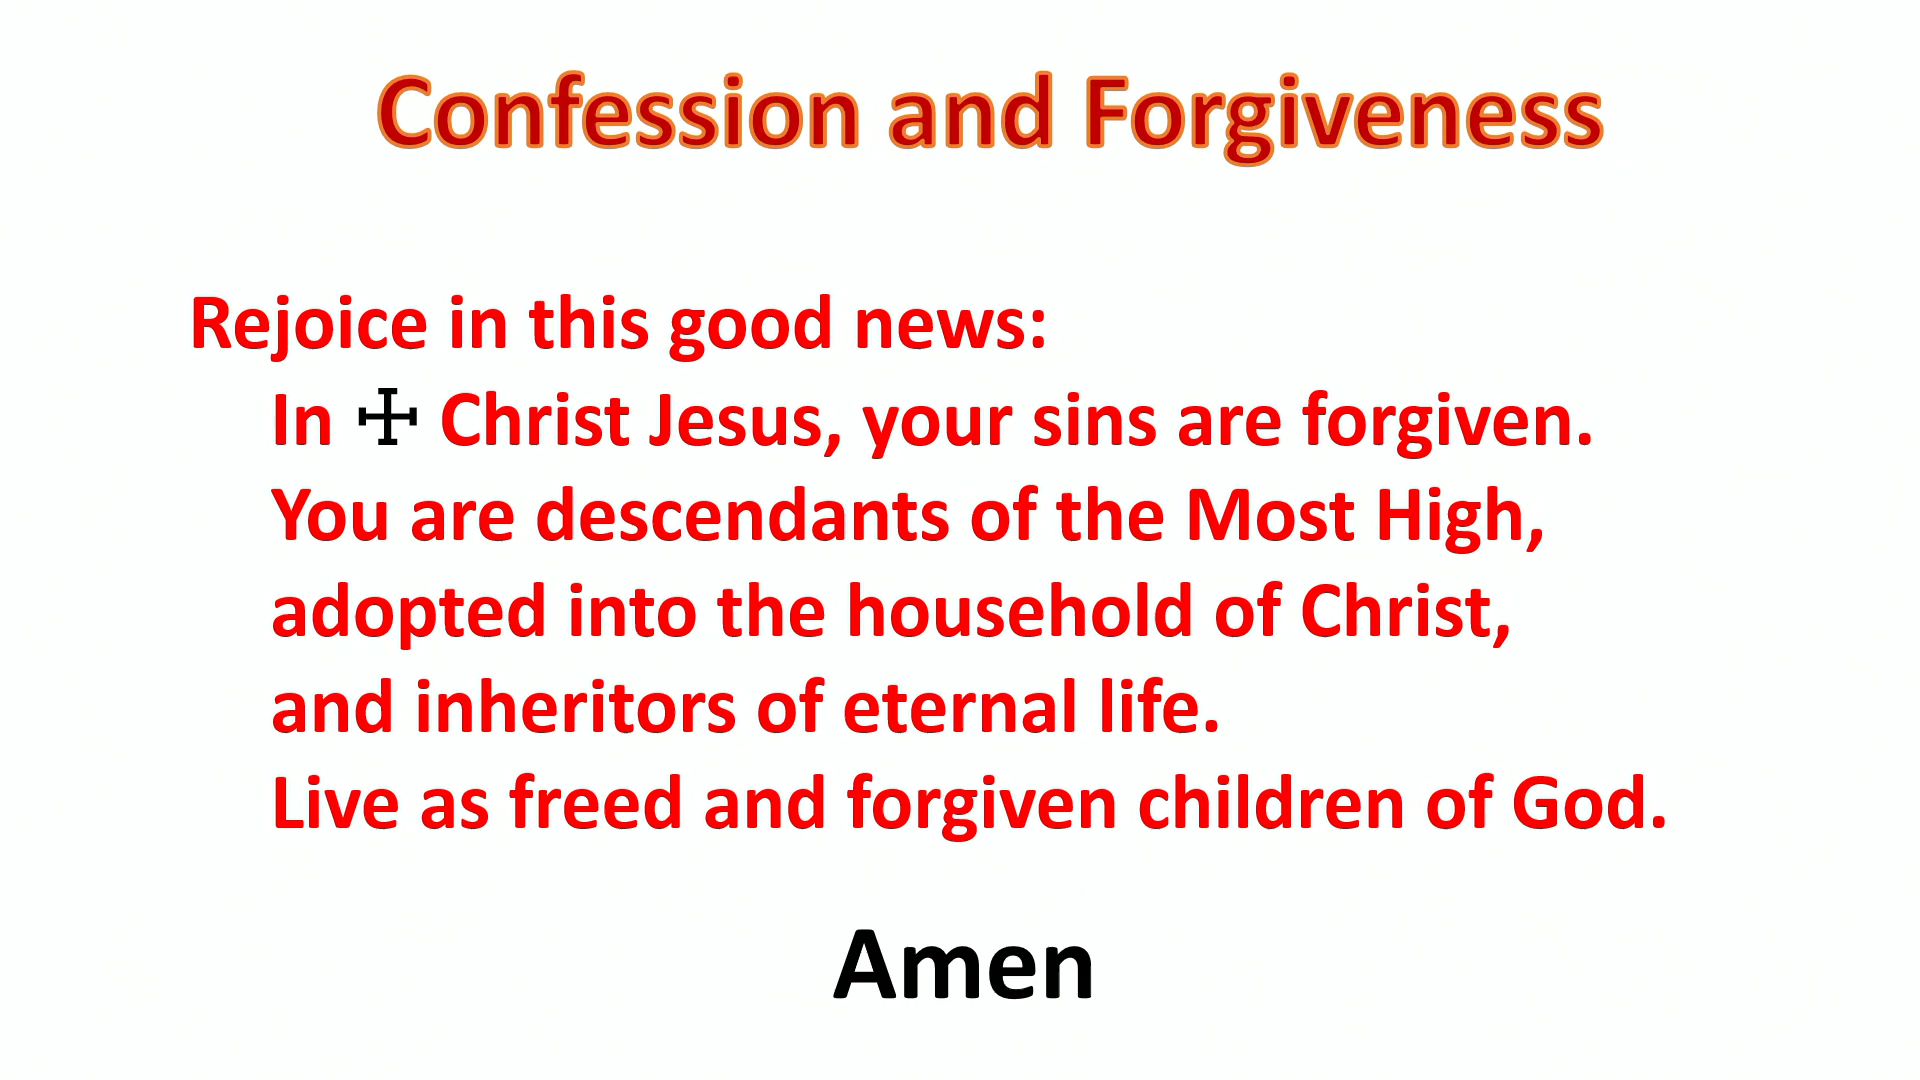 Confession and Forgiveness
Rejoice in this good news:
In ☩ Christ Jesus, your sins are forgiven.
You are descendants of the Most High,
adopted into the household of Christ,
and inheritors of eternal life.
Live as freed and forgiven children of God.
Amen